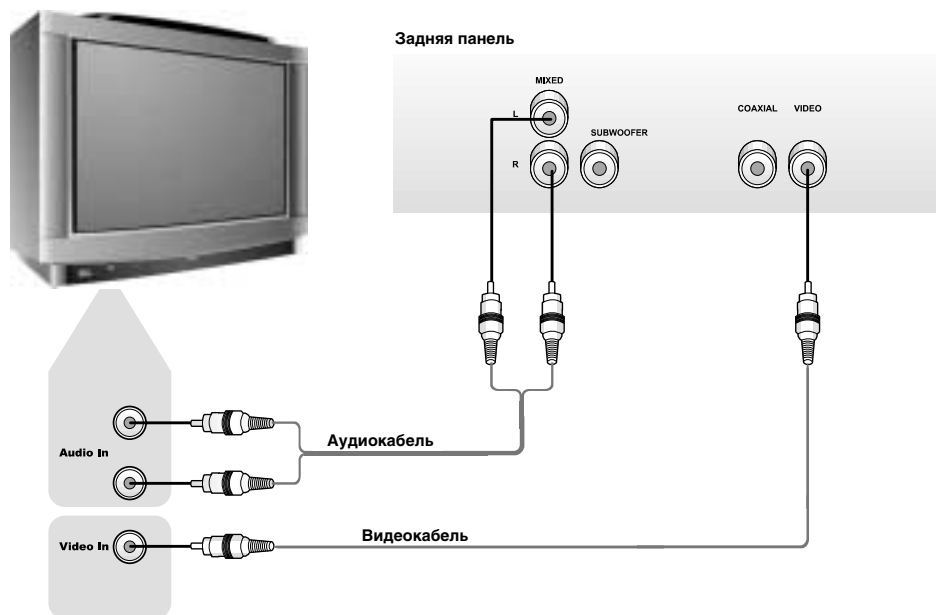 Задняя панель
MIXED
COAXIAL VIDEO
L
SUBWOOFER
R
Аудиокабель
Audio In
Видеокабель
Video In